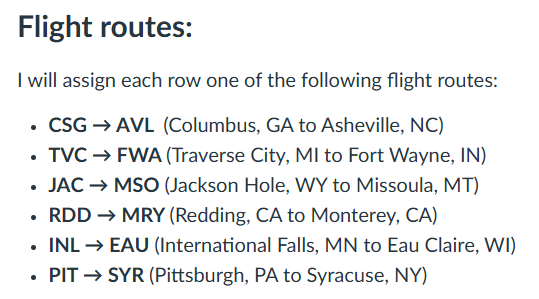 Flight routes:
I will assign each row one of the following flight routes:
• CSG → AVL (Columbus, GA to Asheville, NC)
• TVC → FWA (Traverse City, MI to Fort Wayne, IN)
• JAC → MSO (Jackson Hole, WY to Missoula, MT)
• RDD → MRY (Redding, CA to Monterey, CA)
• INL → EAU (International Falls, MN to Eau Claire, WI)
• PIT → SYR (Pittsburgh, PA to Syracuse, NY)